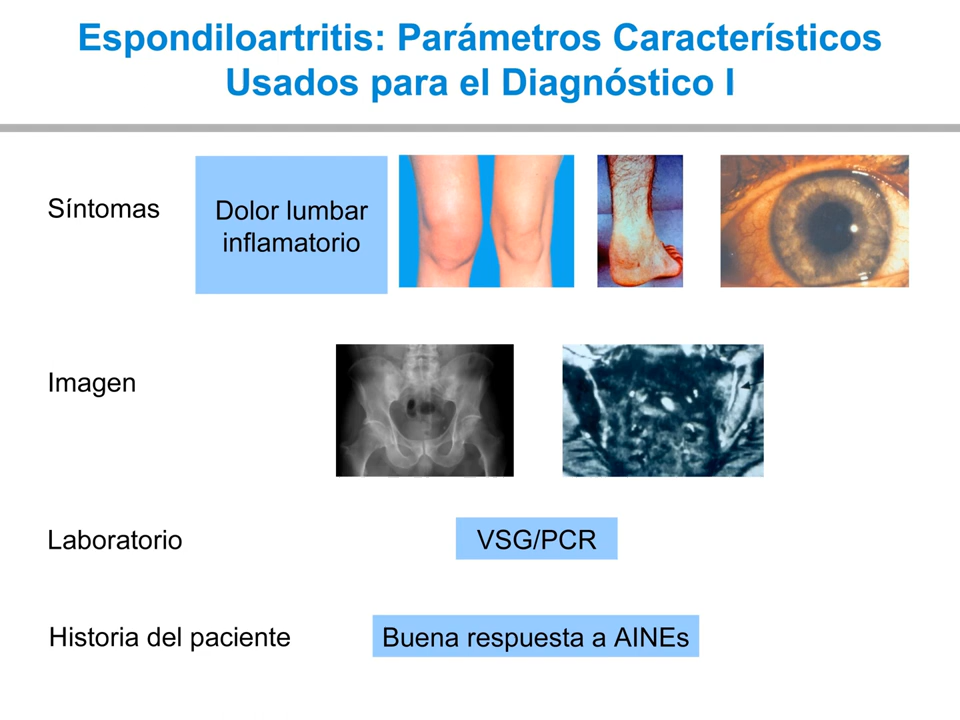 Espondiloartritis: Parámetros Característicos
Usados para el Diagnóstico I
Síntomas
Dolor lumbar
inflamatorio
Imagen
Laboratorio
VSG/PCR
Historia del paciente
Buena respuesta a AINEs